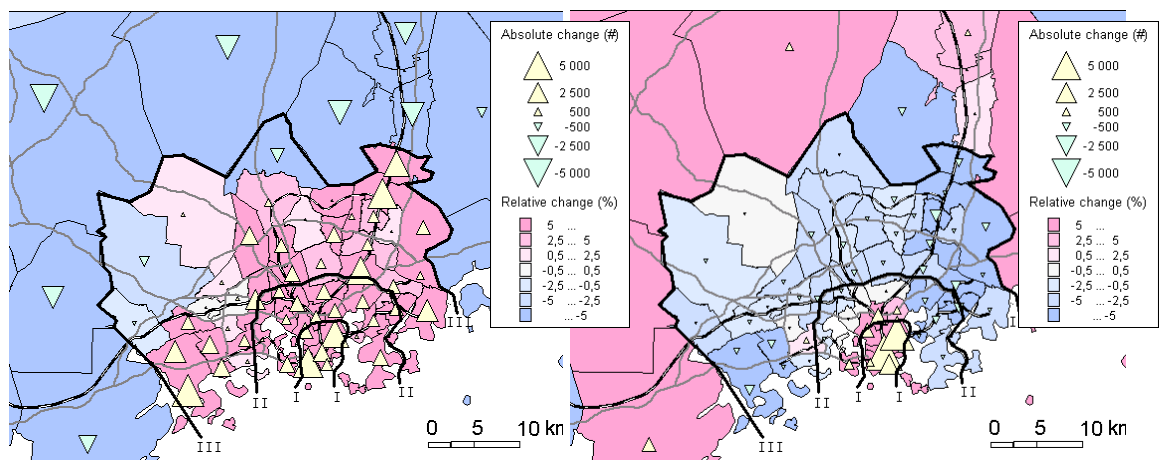 Absolute change (#)
5 000
2 500
500
-500
-2 500
-5 000
Relative change (%)
5 ...
2,5 ... 5
0,5 ... 2,5
-0,5 ... 0,5
-2,5 ... -0,5
-5 ... -2,5
... -5
III
II
I
I
II
III
0 5 10 km
Absolute change (#)
5 000
2 500
500
-500
-2 500
-5 000
Relative change (%)
5 ...
2,5 ... 5
0,5 ... 2,5
-0,5 ... 0,5
-2,5 ... -0,5
-5 ... -2,5
... -5
II
I
I
II
III
0 5 10 km